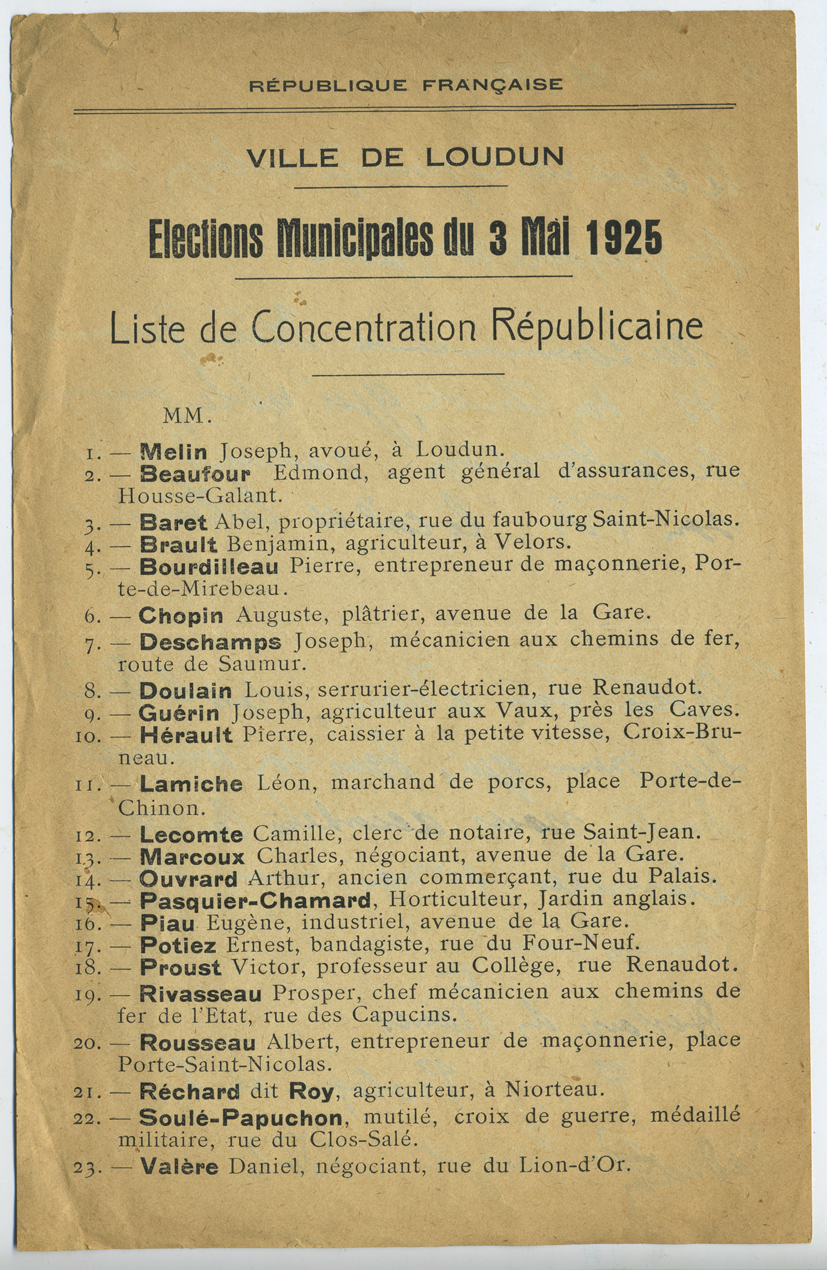 RÉPUBLIQUE FRANÇAISE
VILLE DE LOUDUN
Elections Municipales du 3 Mai 1925
Liste de Concentration Républicaine
MM.
1. — Melin Joseph, avoué, à Loudun.
2. — Beaufour Edmond, agent général d'assurances, rue
Housse-Galant.
3. — Baret Abel, propriétaire, rue du faubourg Saint-Nicolas.
4. — Brault Benjamin, agriculteur, à Velors.
5. — Bourdilleau Pierre, entrepreneur de maçonnerie, Por-
te-de-Mirebeau.
6. — Chopin Auguste, plâtrier, avenue de la Gare.
7. — Deschamps Joseph, mécanicien aux chemins de fer,
route de Saumur.
8. — Doulain Louis, serrurier-électricien, rue Renaudot.
9. — Guérin Joseph, agriculteur aux Vaux, près les Caves.
10. — Hérault Pierre, caissier à la petite vitesse, Croix-Bru-
neau.
11. — Lamiche Léon, marchand de porcs, place Porte-de-
Chinon.
12. — Lecomte Camille, clerc de notaire, rue Saint-Jean.
13. — Marcoux Charles, négociant, avenue de la Gare.
14. — Ouvrard Arthur, ancien commerçant, rue du Palais.
15. — Pasquier-Chamard, Horticulteur, Jardin anglais.
16. — Piau Eugène, industriel, avenue de la Gare.
17. — Potiez Ernest, bandagiste, rue du Four-Neuf.
18. — Proust Victor, professeur au Collège, rue Renaudot.
19. — Rivasseau Prosper, chef mécanicien aux chemins de
fer de l'Etat, rue des Capucins.
20. — Rousseau Albert, entrepreneur de maçonnerie, place
Porte-Saint-Nicolas.
21. — Réchard dit Roy, agriculteur, à Niorteau.
22. — Soulé-Papuchon, mutilé, croix de guerre, médaillé
militaire, rue du Clos-Salé.
23. — Valère Daniel, négociant, rue du Lion-d'Or.